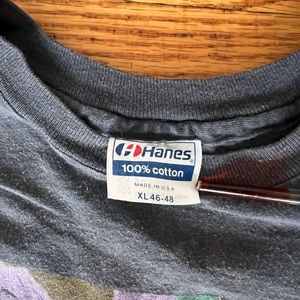 Hanes®
100% cotton
MADE IN U.S.A.
XL 46-48